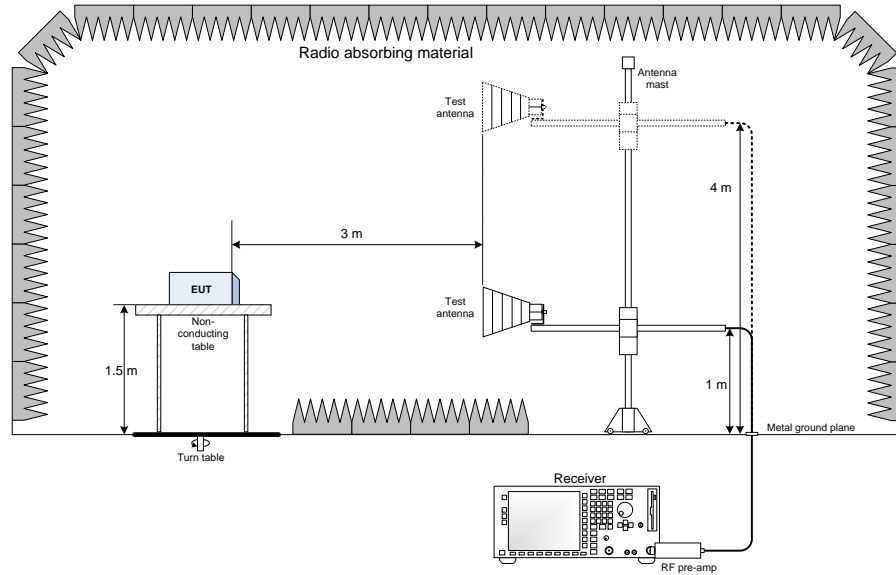 Radio absorbing material
Antenna
mast
Test
antenna
4 m
3 m
EUT
Test
antenna
Non-
conducting
table
1.5 m
1 m
Metal ground plane
Turn table
Receiver
RF pre-amp